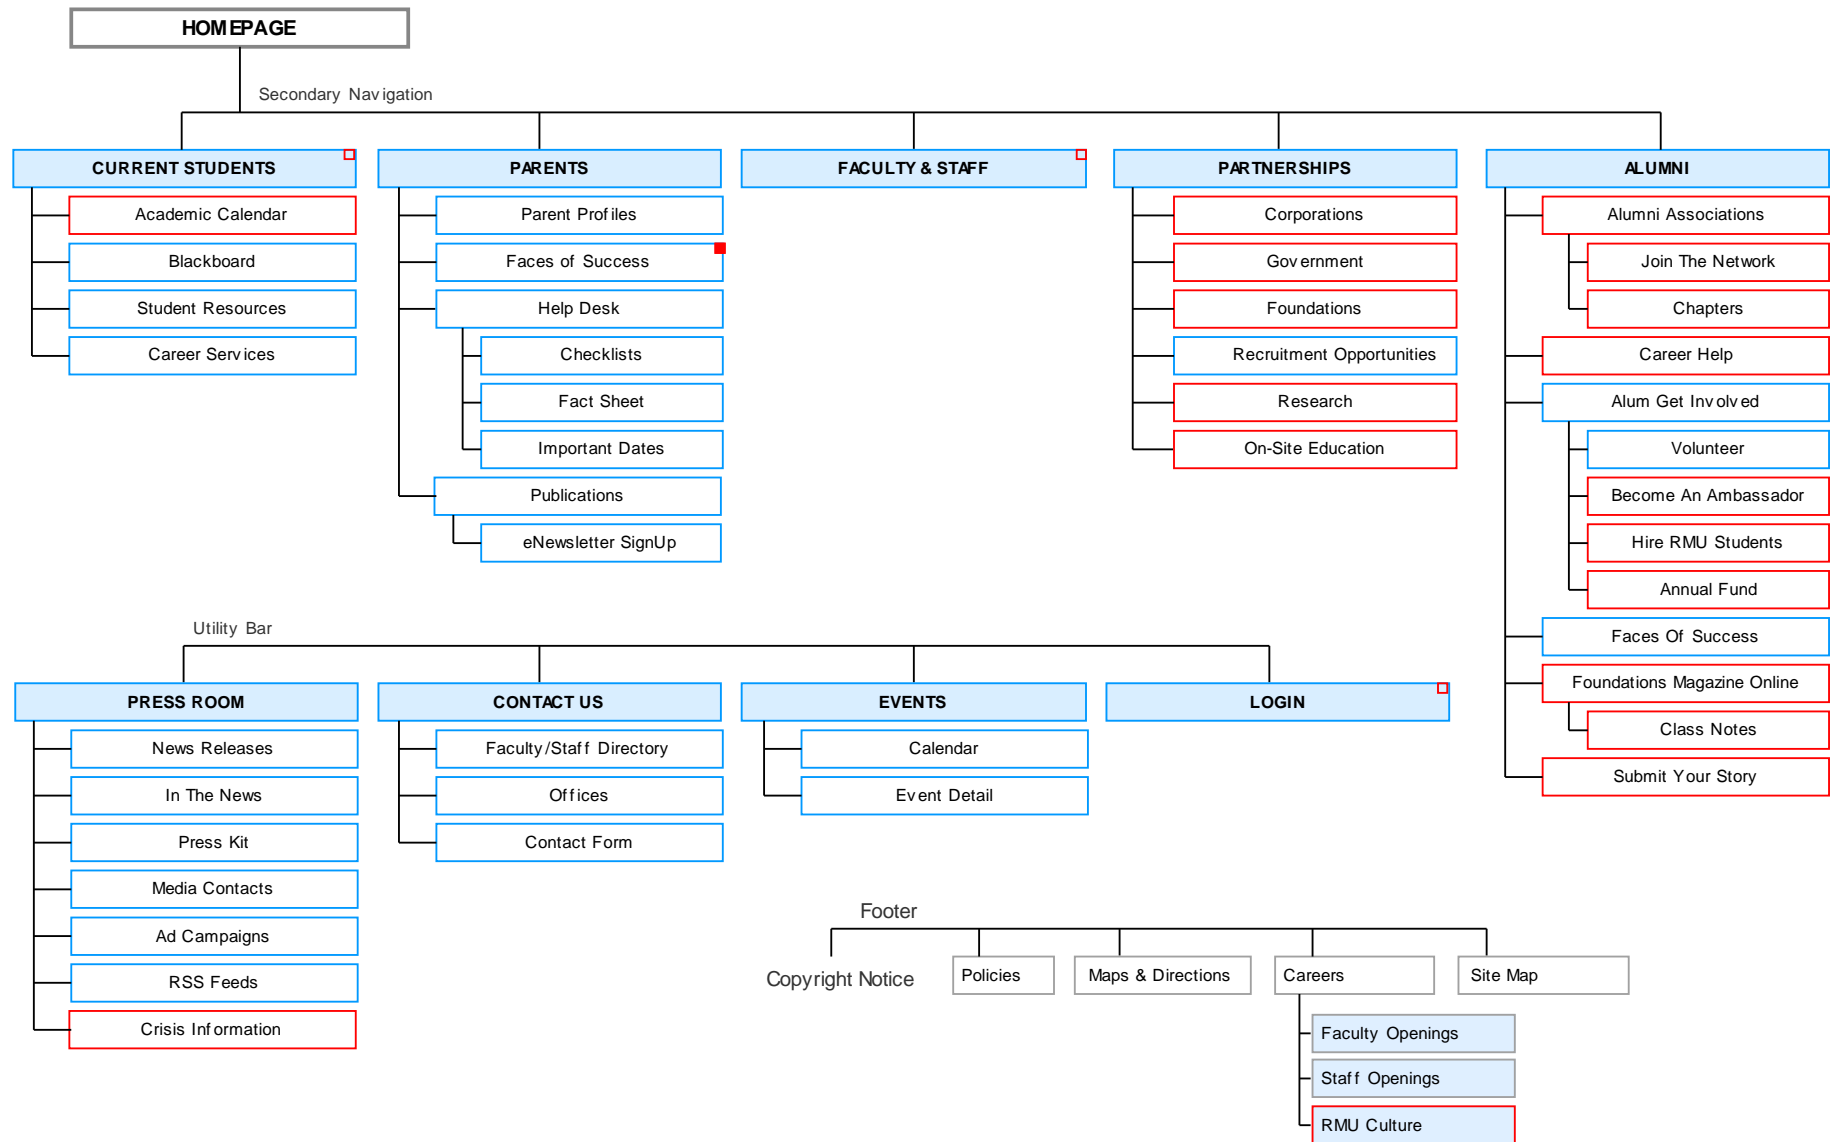 HOMEPAGE
Secondary Navigation
CURRENT STUDENTS
Academic Calendar
Blackboard
Student Resources
Career Services
PARENTS
Parent Profiles
Faces of Success
Help Desk
Checklists
Fact Sheet
Important Dates
Publications
eNewsletter SignUp
FACULTY & STAFF
PARTNERSHIPS
Corporations
Government
Foundations
Recruitment Opportunities
Research
On-Site Education
ALUMNI
Alumni Associations
Join The Network
Chapters
Career Help
Alum Get Involved
Volunteer
Become An Ambassador
Hire RMU Students
Annual Fund
Faces Of Success
Foundations Magazine Online
Class Notes
Submit Your Story
Utility Bar
PRESS ROOM
News Releases
In The News
Press Kit
Media Contacts
Ad Campaigns
RSS Feeds
Crisis Information
CONTACT US
Faculty/Staff Directory
Offices
Contact Form
EVENTS
Calendar
Event Detail
LOGIN
Footer
Copyright Notice
Policies
Maps & Directions
Careers
Faculty Openings
Staff Openings
RMU Culture
Site Map